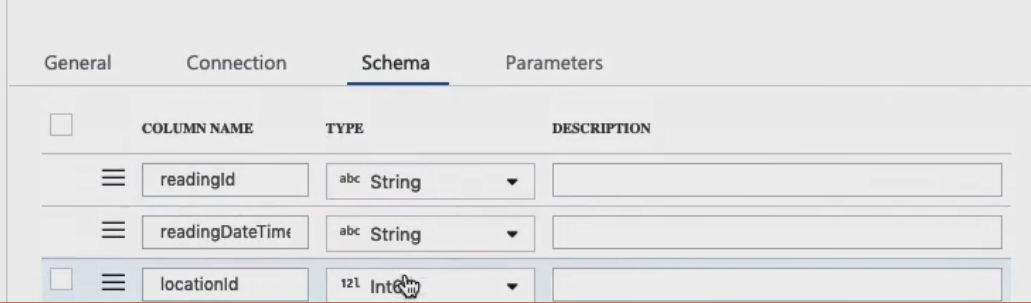 General Connection Schema Parameters
COLUMN NAME TYPE DESCRIPTION
readingId abc String
readingDateTime abc String
locationId 12l